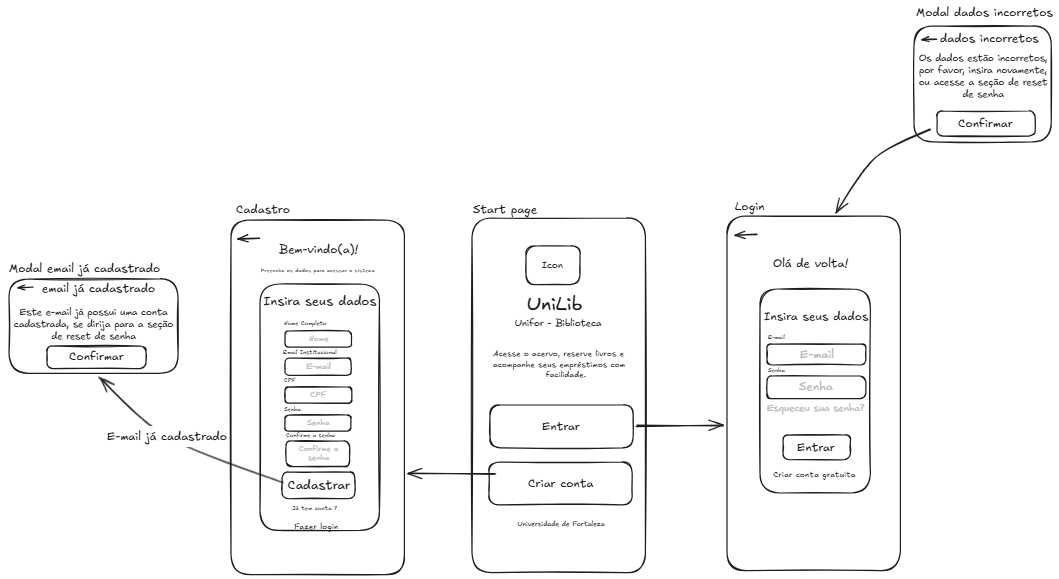 Modal dados incorretos
dados incorretos
Os dados estão incorretos,
por favor, insira novamente,
ou acesse a seção de reset
de senha
Confirmar
Modal email já cadastrado
email já cadastrado
Este e-mail já possui uma conta
cadastrada, se dirija para a seção
de reset de senha
Confirmar
E-mail já cadastrado
Cadastro
Bem-vindo(a)!
Preencha os dados para acessar o sistema
Insira seus dados
Nome Completo
Nome
Email Institucional
E-mail
CPF
CPF
Senha
Senha
Confirme a senha
Confirme a
senha
Cadastrar
Já tem conta ?
Fazer login
Start page
Icon
UniLib
Unifor - Biblioteca
Acesse o acervo, reserve livros e
acompanhe seus empréstimos com
facilidade.
Entrar
Criar conta
Universidade de Fortaleza
Login
Olá de volta!
Insira seus dados
E-mail
E-mail
Senha
Senha
Esqueceu sua senha?
Entrar
Criar conta gratuita